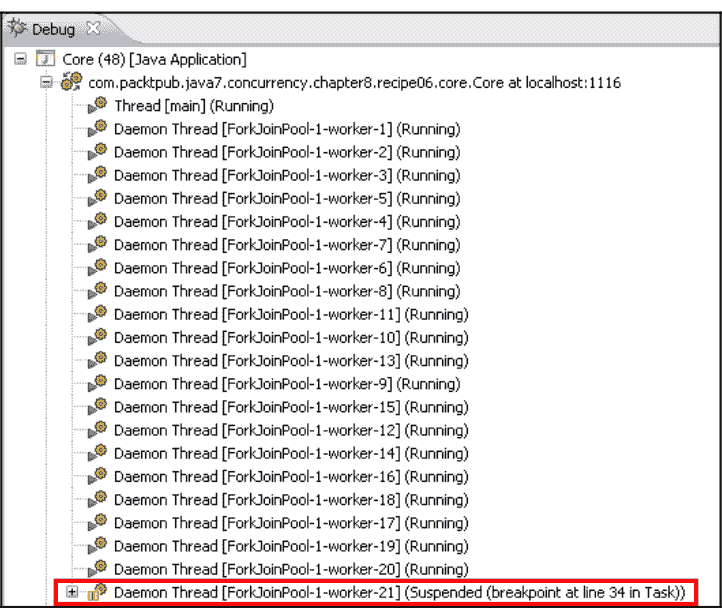 Debug
Core (48) [Java Application]
com.packtpub.java7.concurrency.chapter8.recipe06.core.Core at localhost:1116
Thread [main] (Running)
Daemon Thread [ForkJoinPool-1-worker-1] (Running)
Daemon Thread [ForkJoinPool-1-worker-2] (Running)
Daemon Thread [ForkJoinPool-1-worker-3] (Running)
Daemon Thread [ForkJoinPool-1-worker-5] (Running)
Daemon Thread [ForkJoinPool-1-worker-4] (Running)
Daemon Thread [ForkJoinPool-1-worker-7] (Running)
Daemon Thread [ForkJoinPool-1-worker-6] (Running)
Daemon Thread [ForkJoinPool-1-worker-8] (Running)
Daemon Thread [ForkJoinPool-1-worker-11] (Running)
Daemon Thread [ForkJoinPool-1-worker-10] (Running)
Daemon Thread [ForkJoinPool-1-worker-13] (Running)
Daemon Thread [ForkJoinPool-1-worker-9] (Running)
Daemon Thread [ForkJoinPool-1-worker-15] (Running)
Daemon Thread [ForkJoinPool-1-worker-12] (Running)
Daemon Thread [ForkJoinPool-1-worker-14] (Running)
Daemon Thread [ForkJoinPool-1-worker-16] (Running)
Daemon Thread [ForkJoinPool-1-worker-18] (Running)
Daemon Thread [ForkJoinPool-1-worker-17] (Running)
Daemon Thread [ForkJoinPool-1-worker-19] (Running)
Daemon Thread [ForkJoinPool-1-worker-20] (Running)
Daemon Thread [ForkJoinPool-1-worker-21] (Suspended (breakpoint at line 34 in Task))